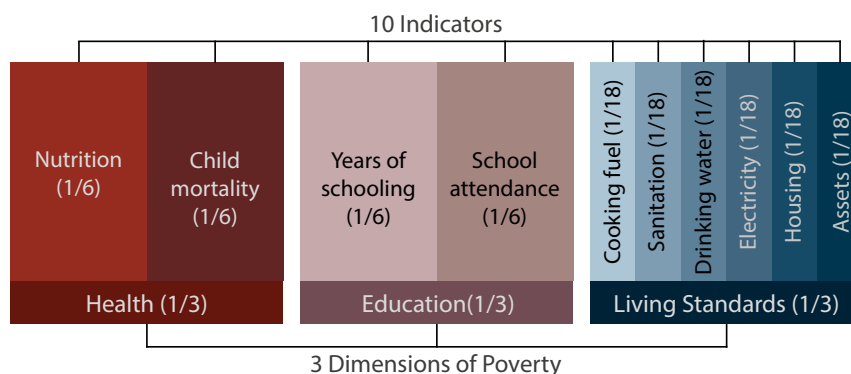 10 Indicators
Nutrition
(1/6)
Child
mortality
(1/6)
Years of
schooling
(1/6)
School
attendance
(1/6)
Cooking fuel (1/18)
Sanitation (1/18)
Drinking water (1/18)
Electricity (1/18)
Housing (1/18)
Assets (1/18)
Health (1/3)
Education(1/3)
Living Standards (1/3)
3 Dimensions of Poverty